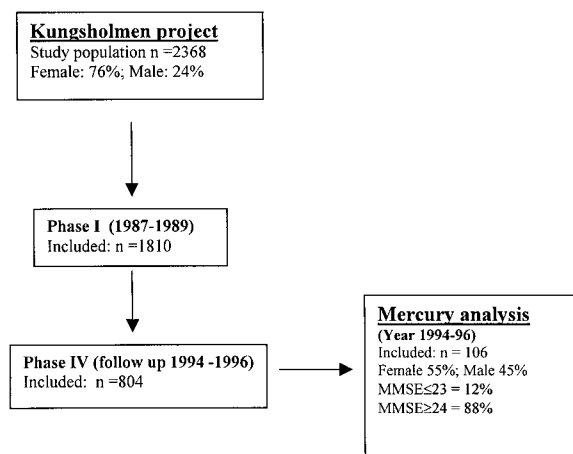 Kungsholmen project
Study population n =2368
Female: 76%; Male: 24%
Phase I (1987-1989)
Included: n =1810
Phase IV (follow up 1994 -1996)
Included: n =804
Mercury analysis
(Year 1994-96)
Included: n = 106
Female 55%; Male 45%
MMSE≤23 = 12%
MMSE≥24 = 88%